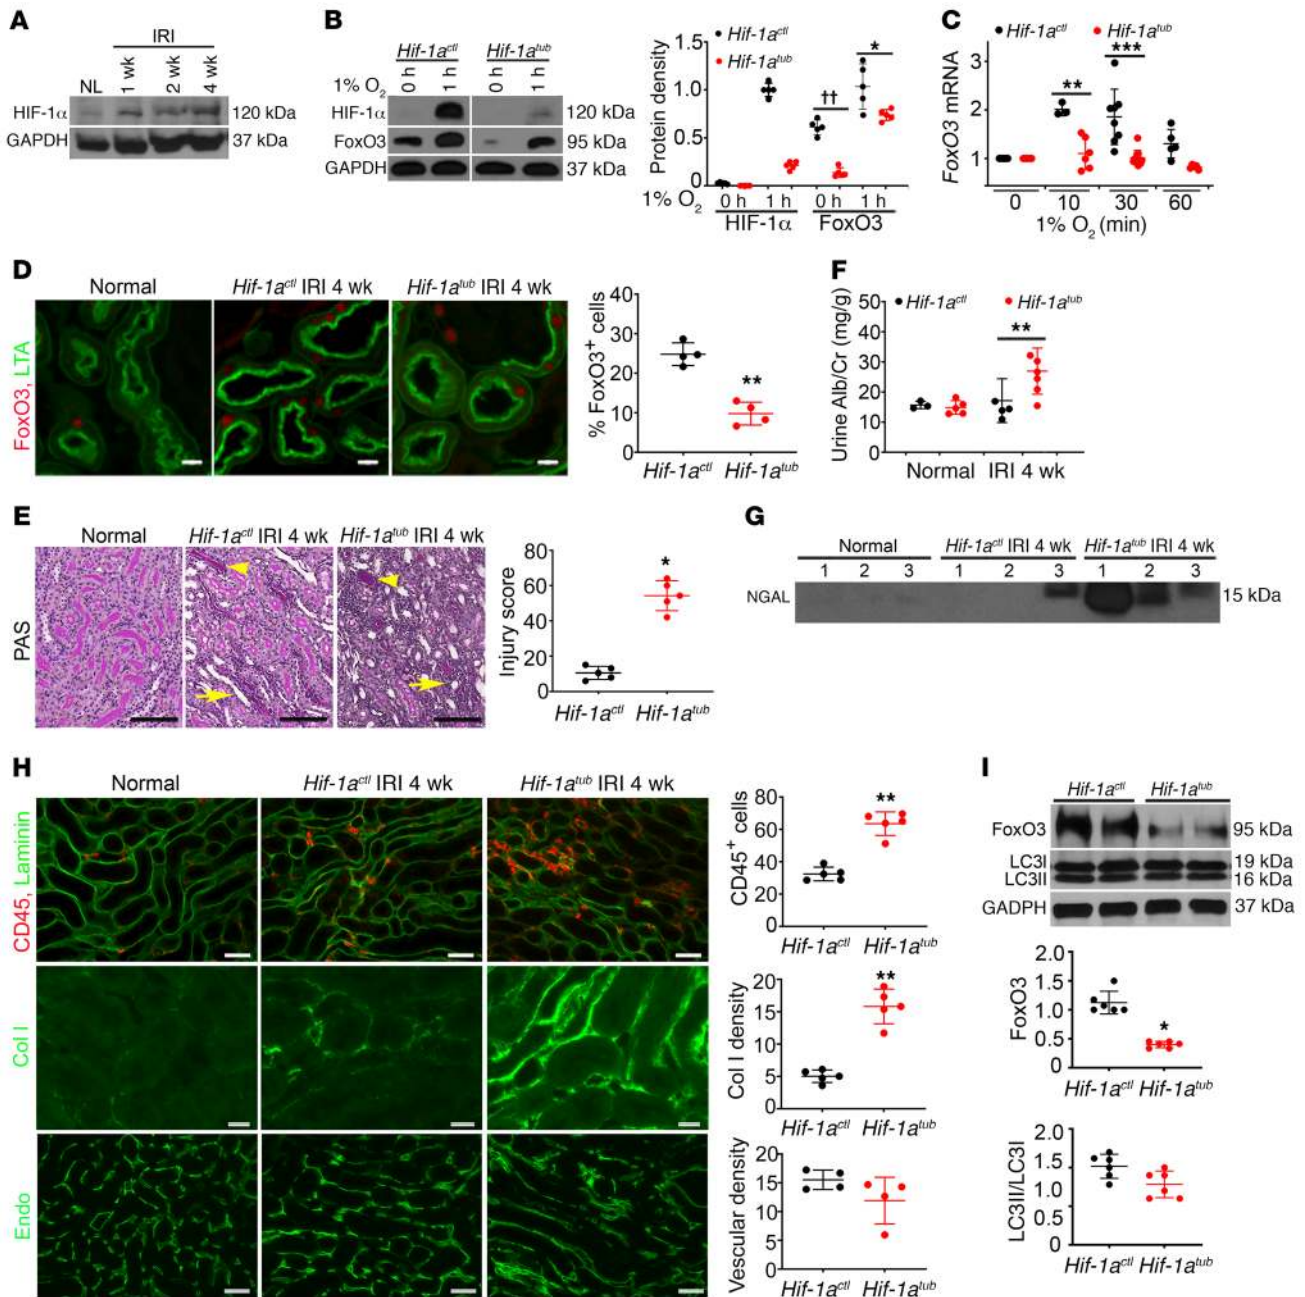 A
IRI
NL 1 wk 2 wk 4 wk
HIF-1α 120 kDa
GAPDH 37 kDa
B
Hif-1a^ctl Hif-1a^tub
1% O₂ 0 h 1 h 0 h 1 h
HIF-1α 120 kDa
FoxO3 95 kDa
GAPDH 37 kDa
Hif-1a^ctl
Hif-1a^tub
Protein density
1.5
1.0
0.5
0
†† *
1% O₂ 0 h 1 h 0 h 1 h
HIF-1α FoxO3
C
Hif-1a^ctl Hif-1a^tub
FoxO3 mRNA
3
2
1
** ***
0 10 30 60
1% O₂ (min)
D
Normal Hif-1a^ctl IRI 4 wk Hif-1a^tub IRI 4 wk
FoxO3, LTA
% FoxO3⁺ cells
40
30
20
10
0
**
Hif-1a^ctl Hif-1a^tub
F
Hif-1a^ctl Hif-1a^tub
Urine Alb/Cr (mg/g)
50
40
30
20
10
0
**
Normal IRI 4 wk
E
Normal Hif-1a^ctl IRI 4 wk Hif-1a^tub IRI 4 wk
PAS
Injury score
80
60
40
20
0
*
Hif-1a^ctl Hif-1a^tub
G
Normal Hif-1a^ctl IRI 4 wk Hif-1a^tub IRI 4 wk
1 2 3 1 2 3 1 2 3
NGAL 15 kDa
H
Normal Hif-1a^ctl IRI 4 wk Hif-1a^tub IRI 4 wk
CD45, Laminin
Col I
Endo
CD45⁺ cells
80
60
40
20
0
**
Hif-1a^ctl Hif-1a^tub
Col I density
20
15
10
5
0
**
Hif-1a^ctl Hif-1a^tub
Vescular density
20
15
10
5
0
Hif-1a^ctl Hif-1a^tub
I
Hif-1a^ctl Hif-1a^tub
FoxO3 95 kDa
LC3I 19 kDa
LC3II 16 kDa
GADPH 37 kDa
FoxO3
2.0
1.5
1.0
0.5
0
*
Hif-1a^ctl Hif-1a^tub
LC3II/LC3I
2.0
1.5
1.0
0.5
0
Hif-1a^ctl Hif-1a^tub